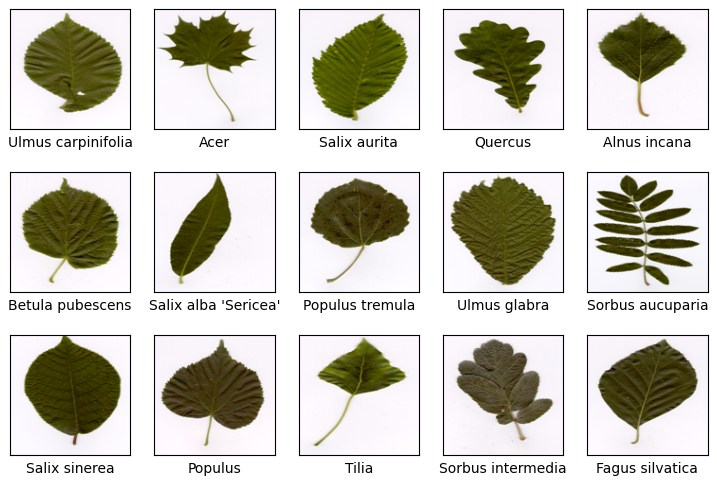 Ulmus carpinifolia
Acer
Salix aurita
Quercus
Alnus incana
Betula pubescens
Salix alba 'Sericea'
Populus tremula
Ulmus glabra
Sorbus aucuparia
Salix sinerea
Populus
Tilia
Sorbus intermedia
Fagus silvatica